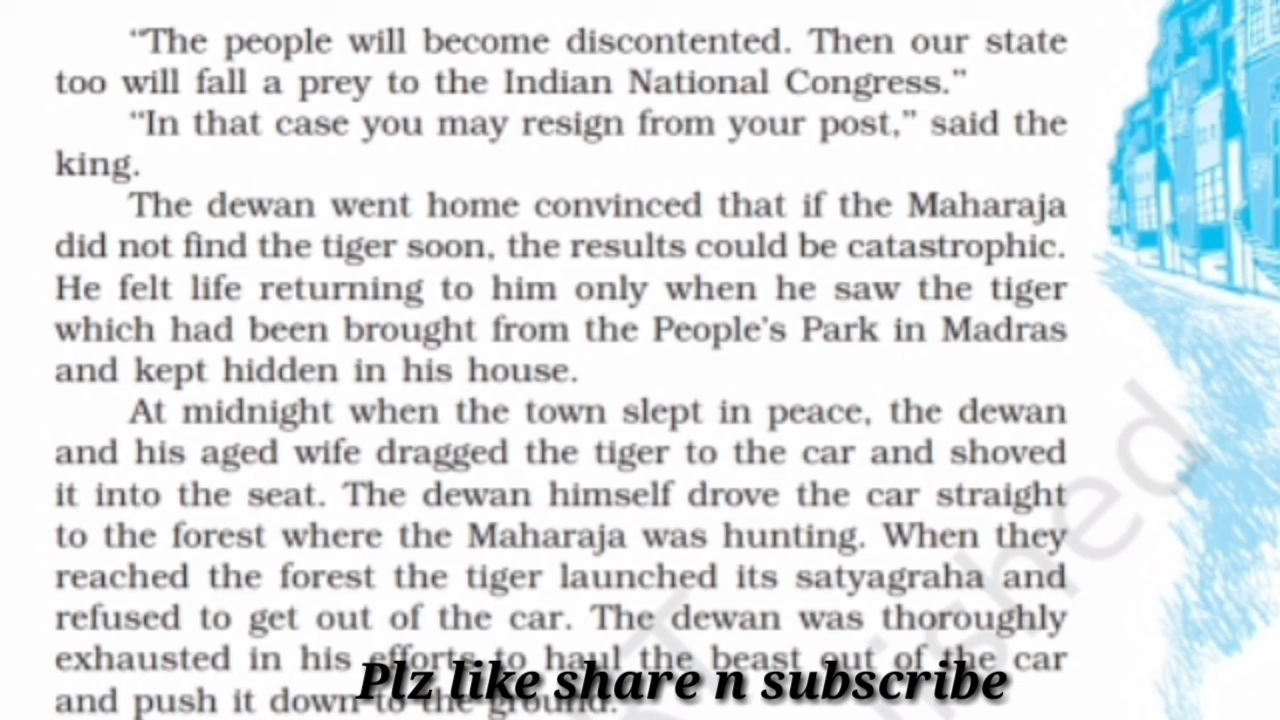 “The people will become discontented. Then our state
too will fall a prey to the Indian National Congress.”
“In that case you may resign from your post,” said the
king.
The dewan went home convinced that if the Maharaja
did not find the tiger soon, the results could be catastrophic.
He felt life returning to him only when he saw the tiger
which had been brought from the People’s Park in Madras
and kept hidden in his house.
At midnight when the town slept in peace, the dewan
and his aged wife dragged the tiger to the car and shoved
it into the seat. The dewan himself drove the car straight
to the forest where the Maharaja was hunting. When they
reached the forest the tiger launched its satyagraha and
refused to get out of the car. The dewan was thoroughly
exhausted in his efforts to haul the beast out of the car
and push it down to the ground.
Plz like share n subscribe